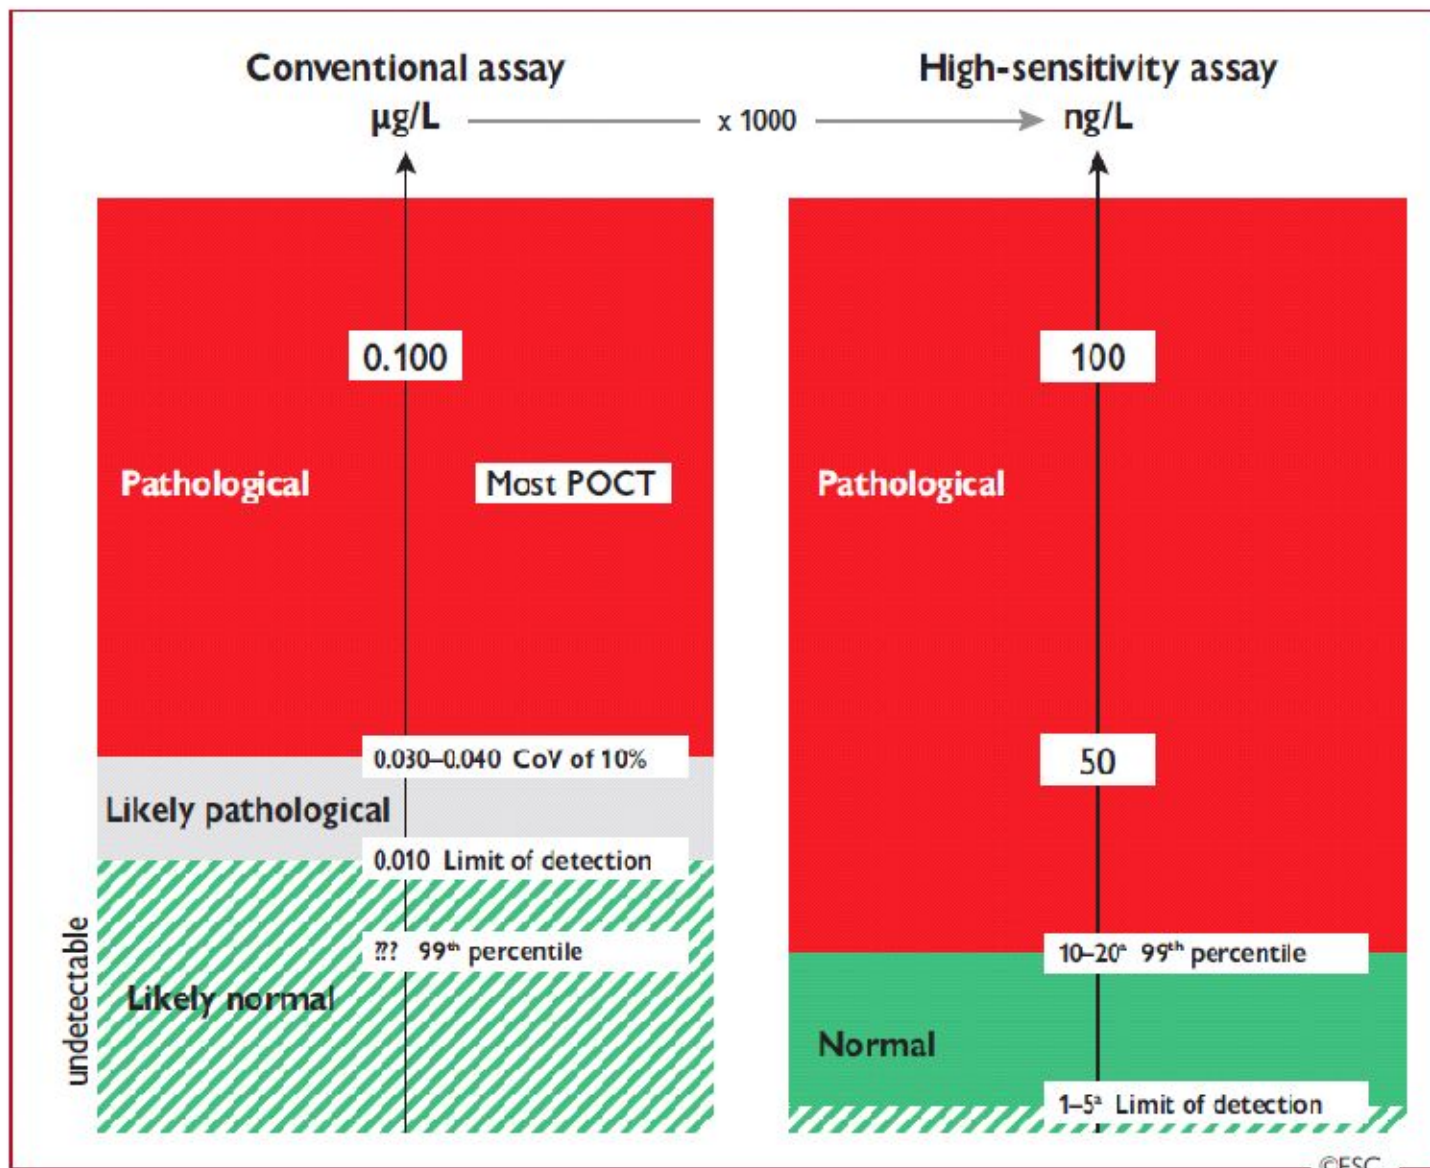 Conventional assay
High-sensitivity assay
µg/L
x 1000
ng/L
0.100
100
Pathological
Most POCT
Pathological
0.030–0.040 CoV of 10%
50
Likely pathological
0.010 Limit of detection
undetectable
??? 99th percentile
10–20ª 99th percentile
Likely normal
Normal
1–5ª Limit of detection
©ESC